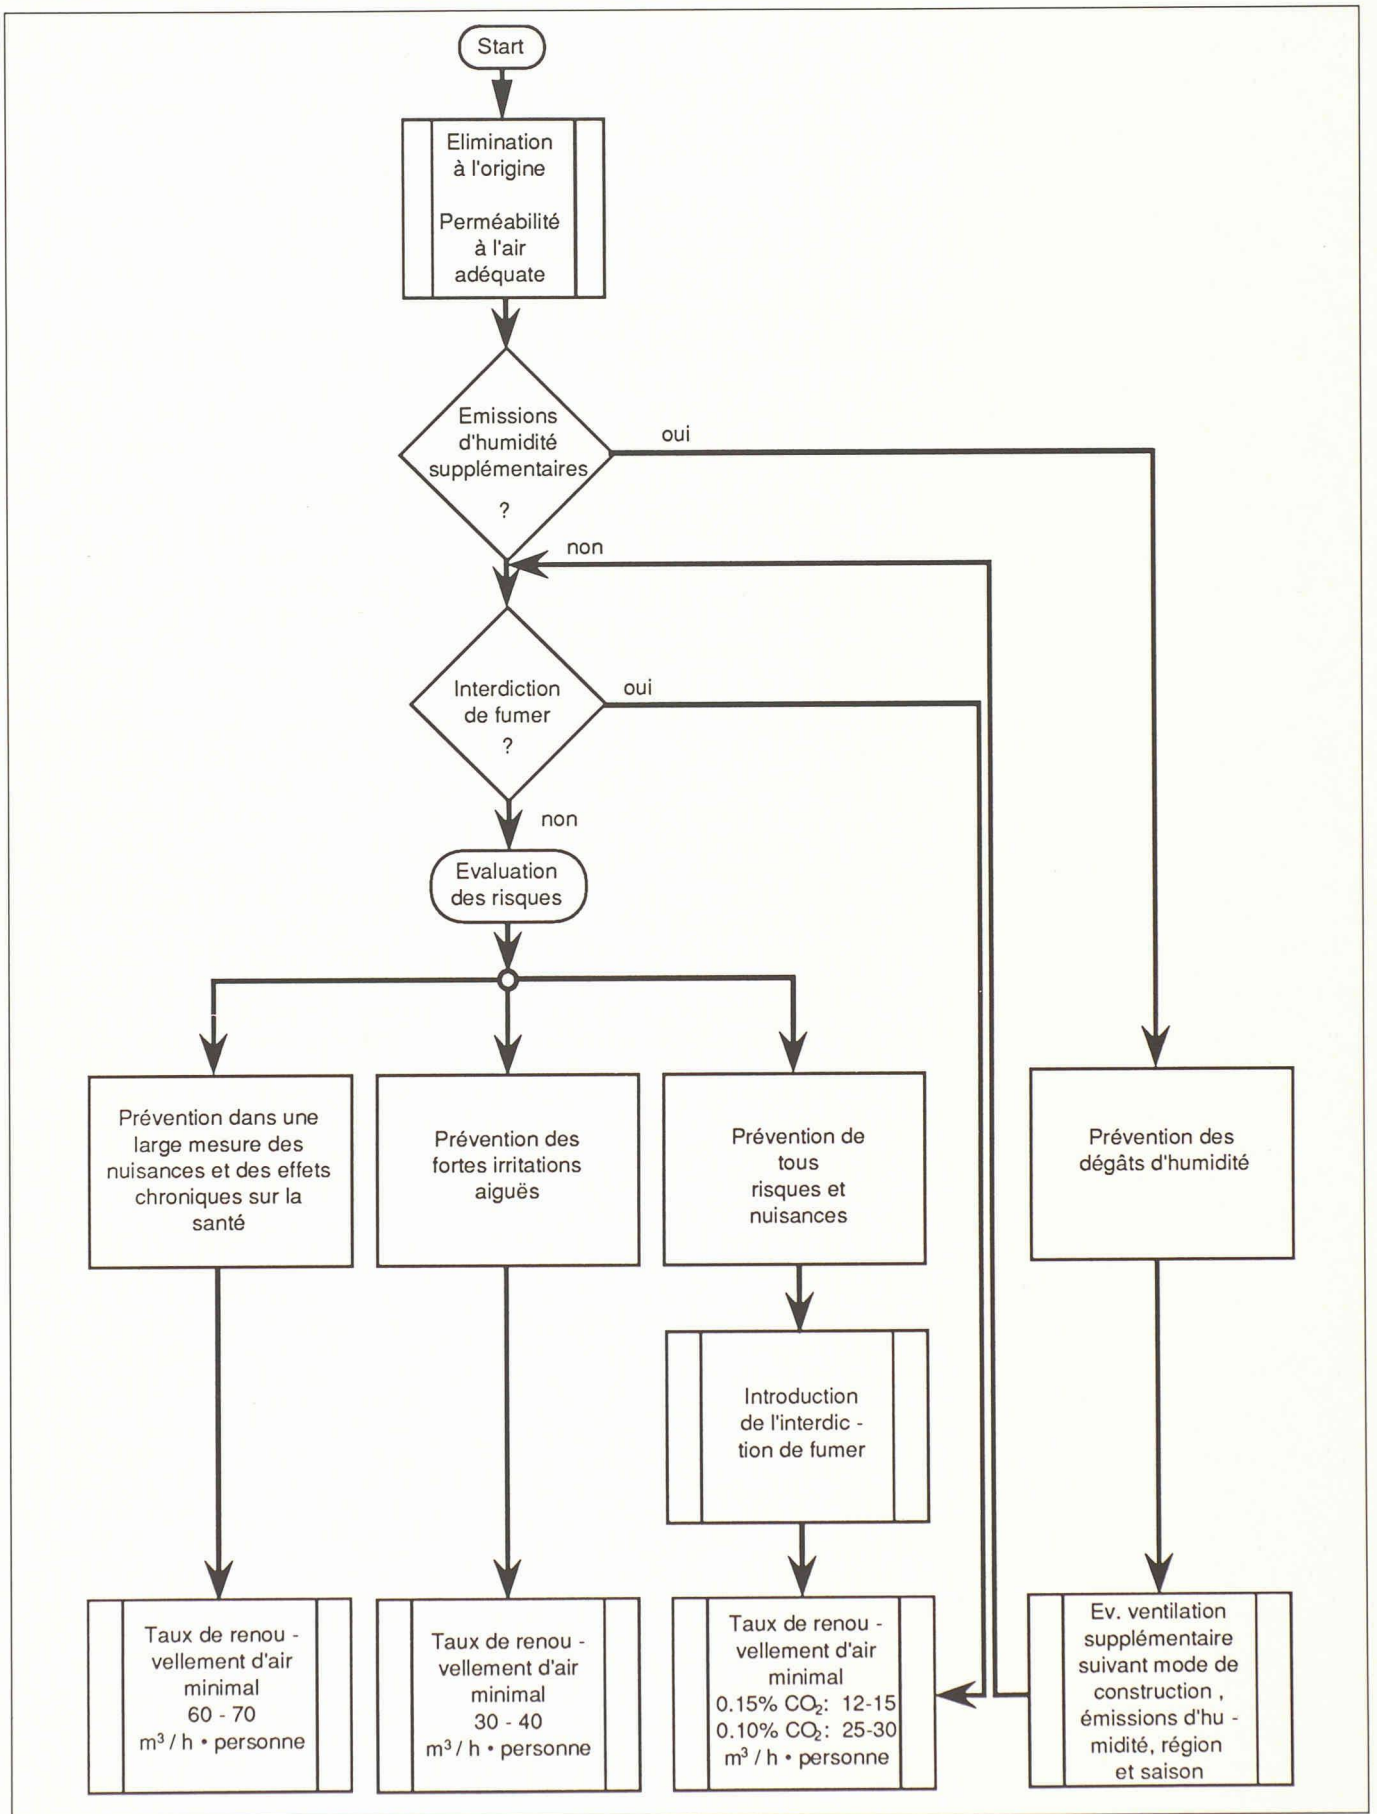 Start
Elimination
à l'origine
Perméabilité
à l'air
adéquate
Emissions
d'humidité
supplémentaires
?
oui
non
Interdiction
de fumer
?
oui
non
Evaluation
des risques
Prévention dans une
large mesure des
nuisances et des effets
chroniques sur la
santé
Prévention des
fortes irritations
aiguës
Prévention de
tous
risques et
nuisances
Prévention des
dégâts d'humidité
Introduction
de l'interdic -
tion de fumer
Taux de renou -
vellement d'air
minimal
60 - 70
m³ / h • personne
Taux de renou -
vellement d'air
minimal
30 - 40
m³ / h • personne
Taux de renou -
vellement d'air
minimal
0.15% CO₂: 12-15
0.10% CO₂: 25-30
m³ / h • personne
Ev. ventilation
supplémentaire
suivant mode de
construction ,
émissions d'hu -
midité, région
et saison